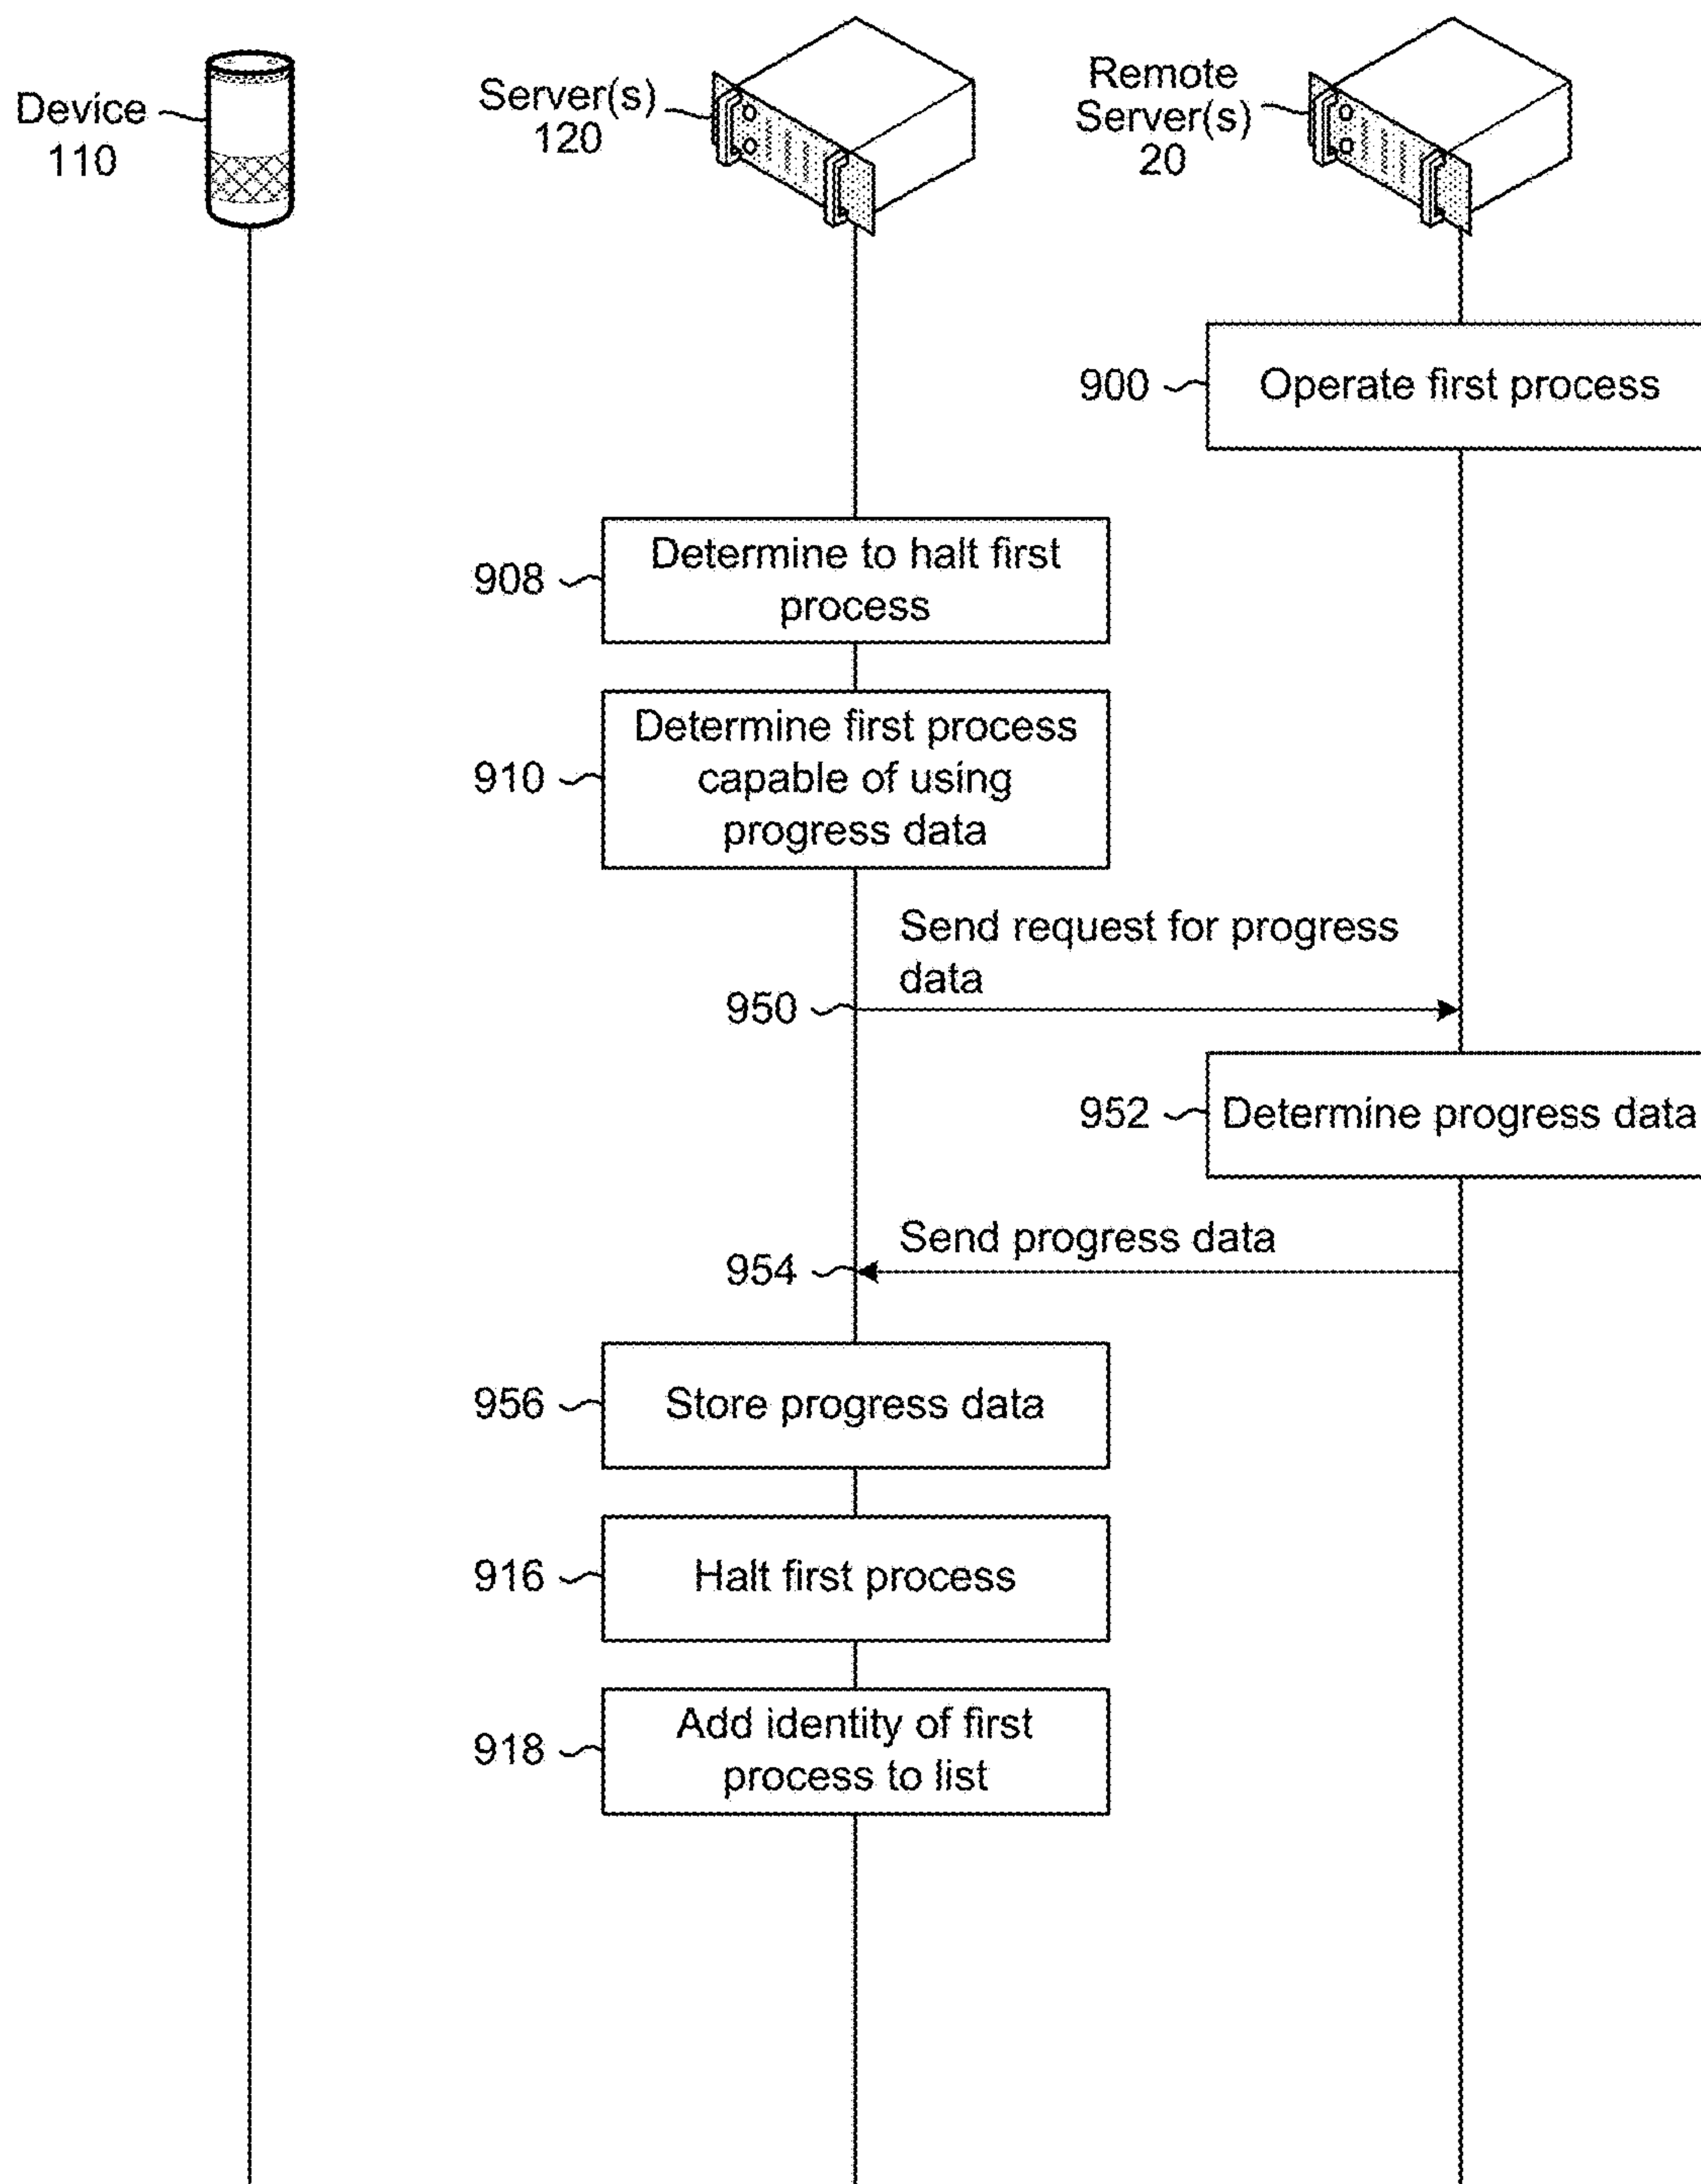 Device
110
Server(s)
120
Remote
Server(s)
20
900
Operate first process
908
Determine to halt first
process
910
Determine first process
capable of using
progress data
Send request for progress
data
950
952
Determine progress data
Send progress data
954
956
Store progress data
916
Halt first process
918
Add identity of first
process to list